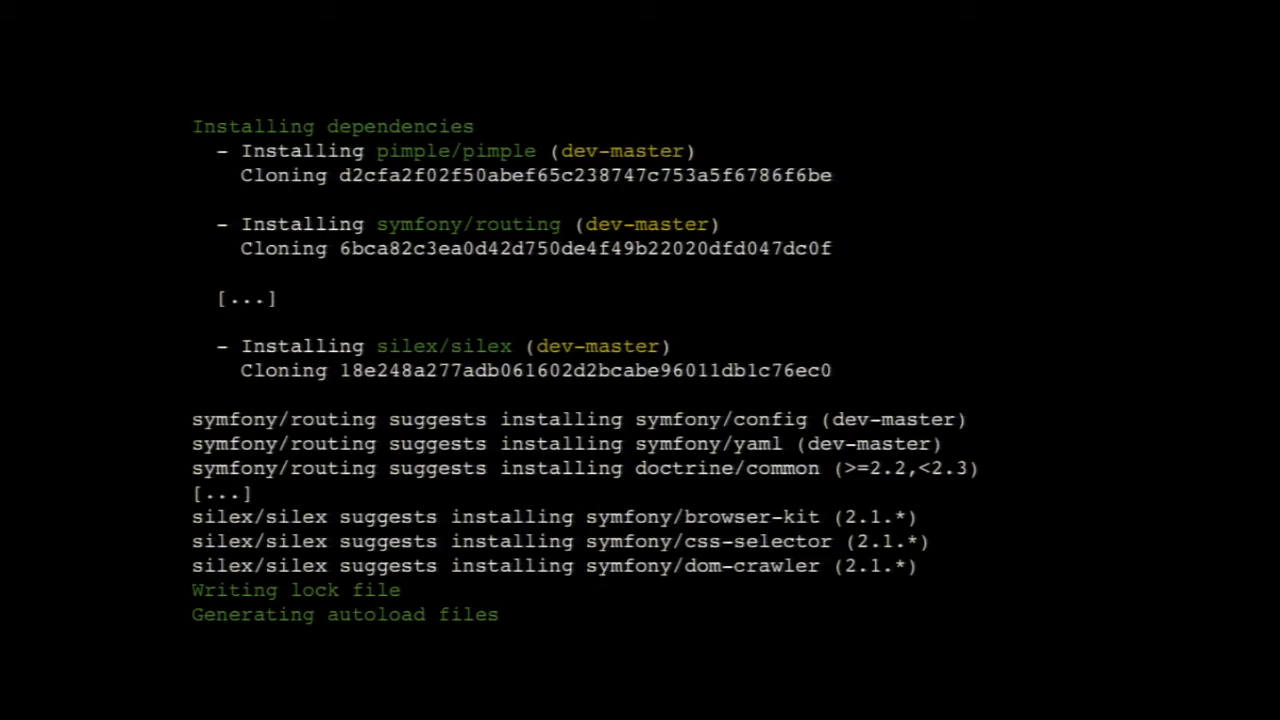 Installing dependencies
- Installing pimple/pimple (dev-master)
Cloning d2cfa2f02f50abef65c238747c753a5f6786f6be
- Installing symfony/routing (dev-master)
Cloning 6bca82c3ea0d42d750de4f49b22020dfd047dc0f
[...]
- Installing silex/silex (dev-master)
Cloning 18e248a277adb061602d2bcabe96011db1c76ec0
symfony/routing suggests installing symfony/config (dev-master)
symfony/routing suggests installing symfony/yaml (dev-master)
symfony/routing suggests installing doctrine/common (>=2.2,<2.3)
[...]
silex/silex suggests installing symfony/browser-kit (2.1.*)
silex/silex suggests installing symfony/css-selector (2.1.*)
silex/silex suggests installing symfony/dom-crawler (2.1.*)
Writing lock file
Generating autoload files